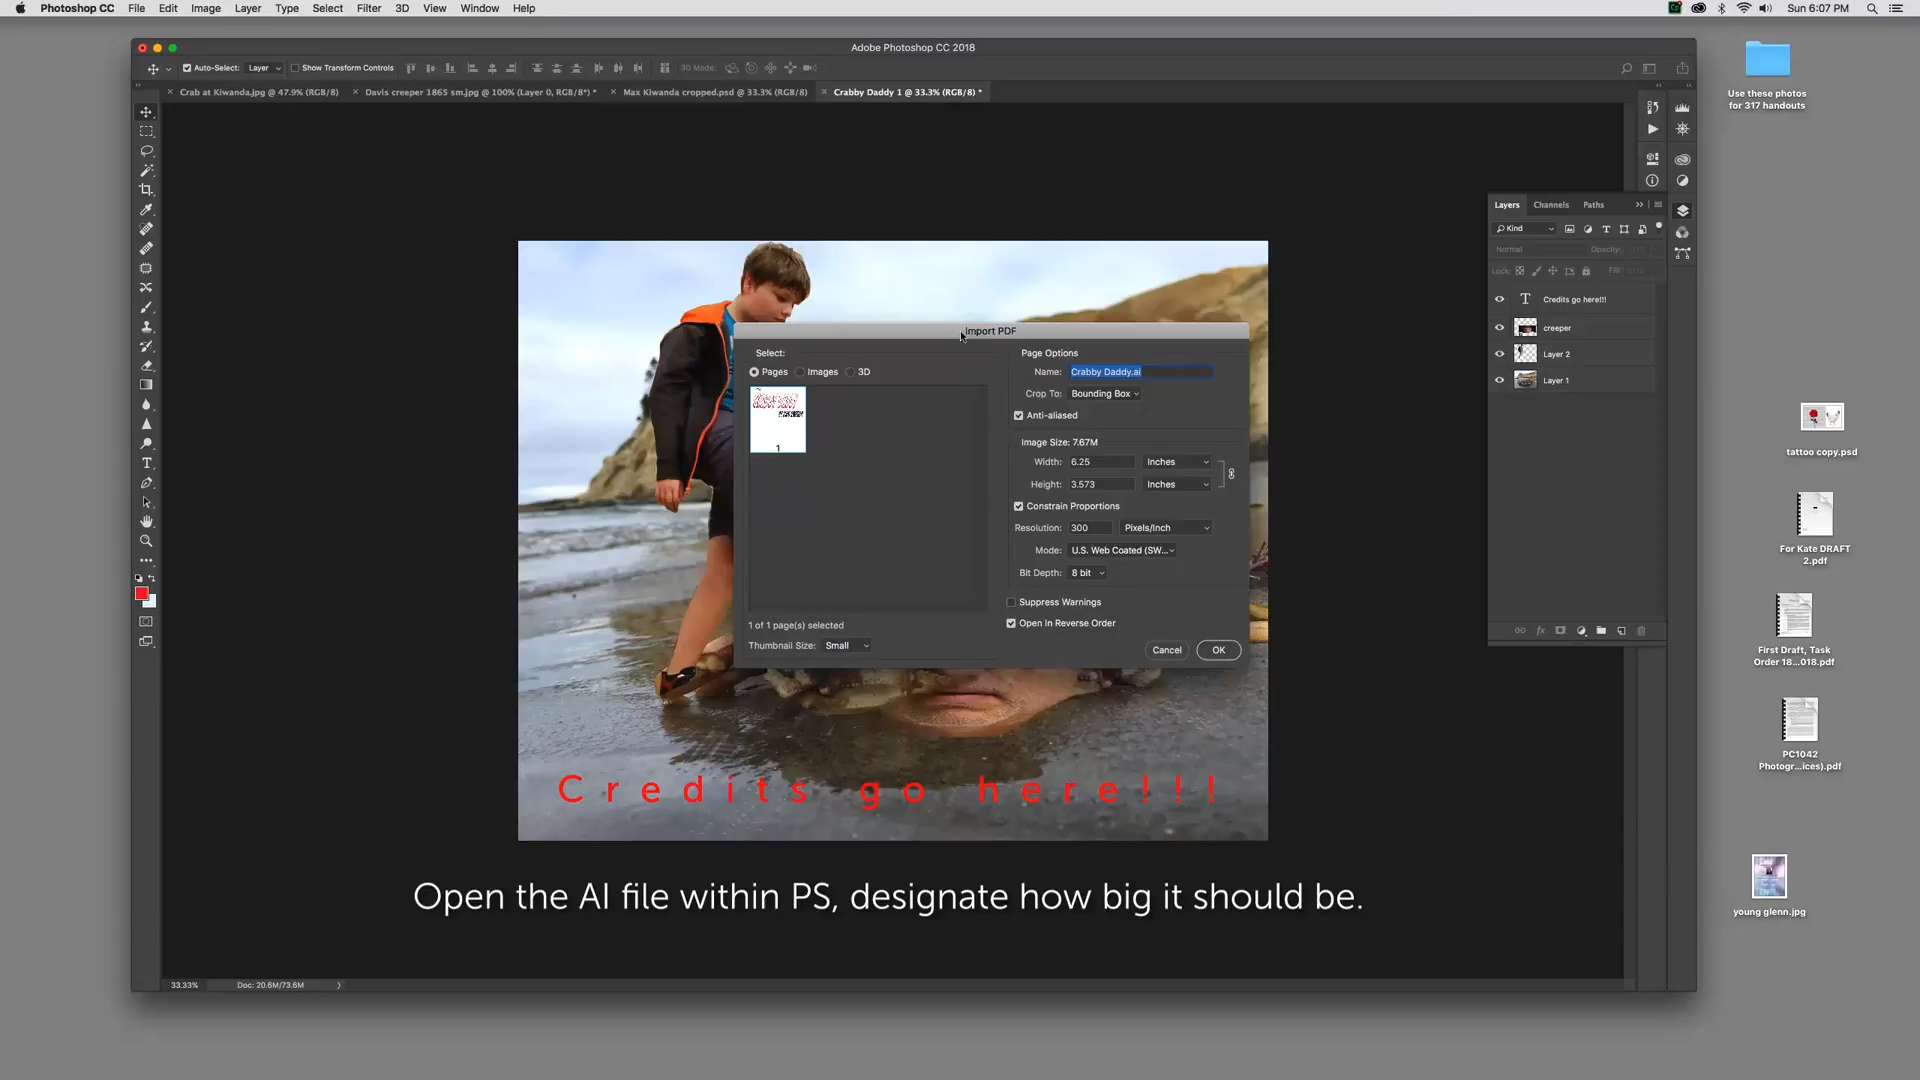 Photoshop CC File Edit Image Layer Type Select Filter 3D View Window Help
Sun 6:07 PM
Adobe Photoshop CC 2018
Auto-Select: Layer Show Transform Controls 3D Mode:
Crab at Kiwanda.jpg @ 47.9% (RGB/8) Davis creeper 1865 sm.jpg @ 100% (Layer 0, RGB/8*) * Max Kiwanda cropped.psd @ 33.3% (RGB/8) Crabby Daddy 1 @ 33.3% (RGB/8) *
Import PDF
Select:
Pages Images 3D
1
1 of 1 page(s) selected
Thumbnail Size: Small
Page Options
Name: Crabby Daddy.ai
Crop To: Bounding Box
Anti-aliased
Image Size: 7.67M
Width: 6.25 Inches
Height: 3.573 Inches
Constrain Proportions
Resolution: 300 Pixels/Inch
Mode: U.S. Web Coated (SW...
Bit Depth: 8 bit
Suppress Warnings
Open In Reverse Order
Cancel OK
Credits go here!!!
Open the AI file within PS, designate how big it should be.
33.33% Doc: 20.6M/73.6M
Layers Channels Paths
Kind
Normal Opacity:
Lock: Fill:
Credits go here!!!
creeper
Layer 2
Layer 1
Use these photos
for 317 handouts
tattoo copy.psd
For Kate DRAFT
2.pdf
First Draft, Task
Order 18...018.pdf
PC1042
Photogr...ices).pdf
young glenn.jpg